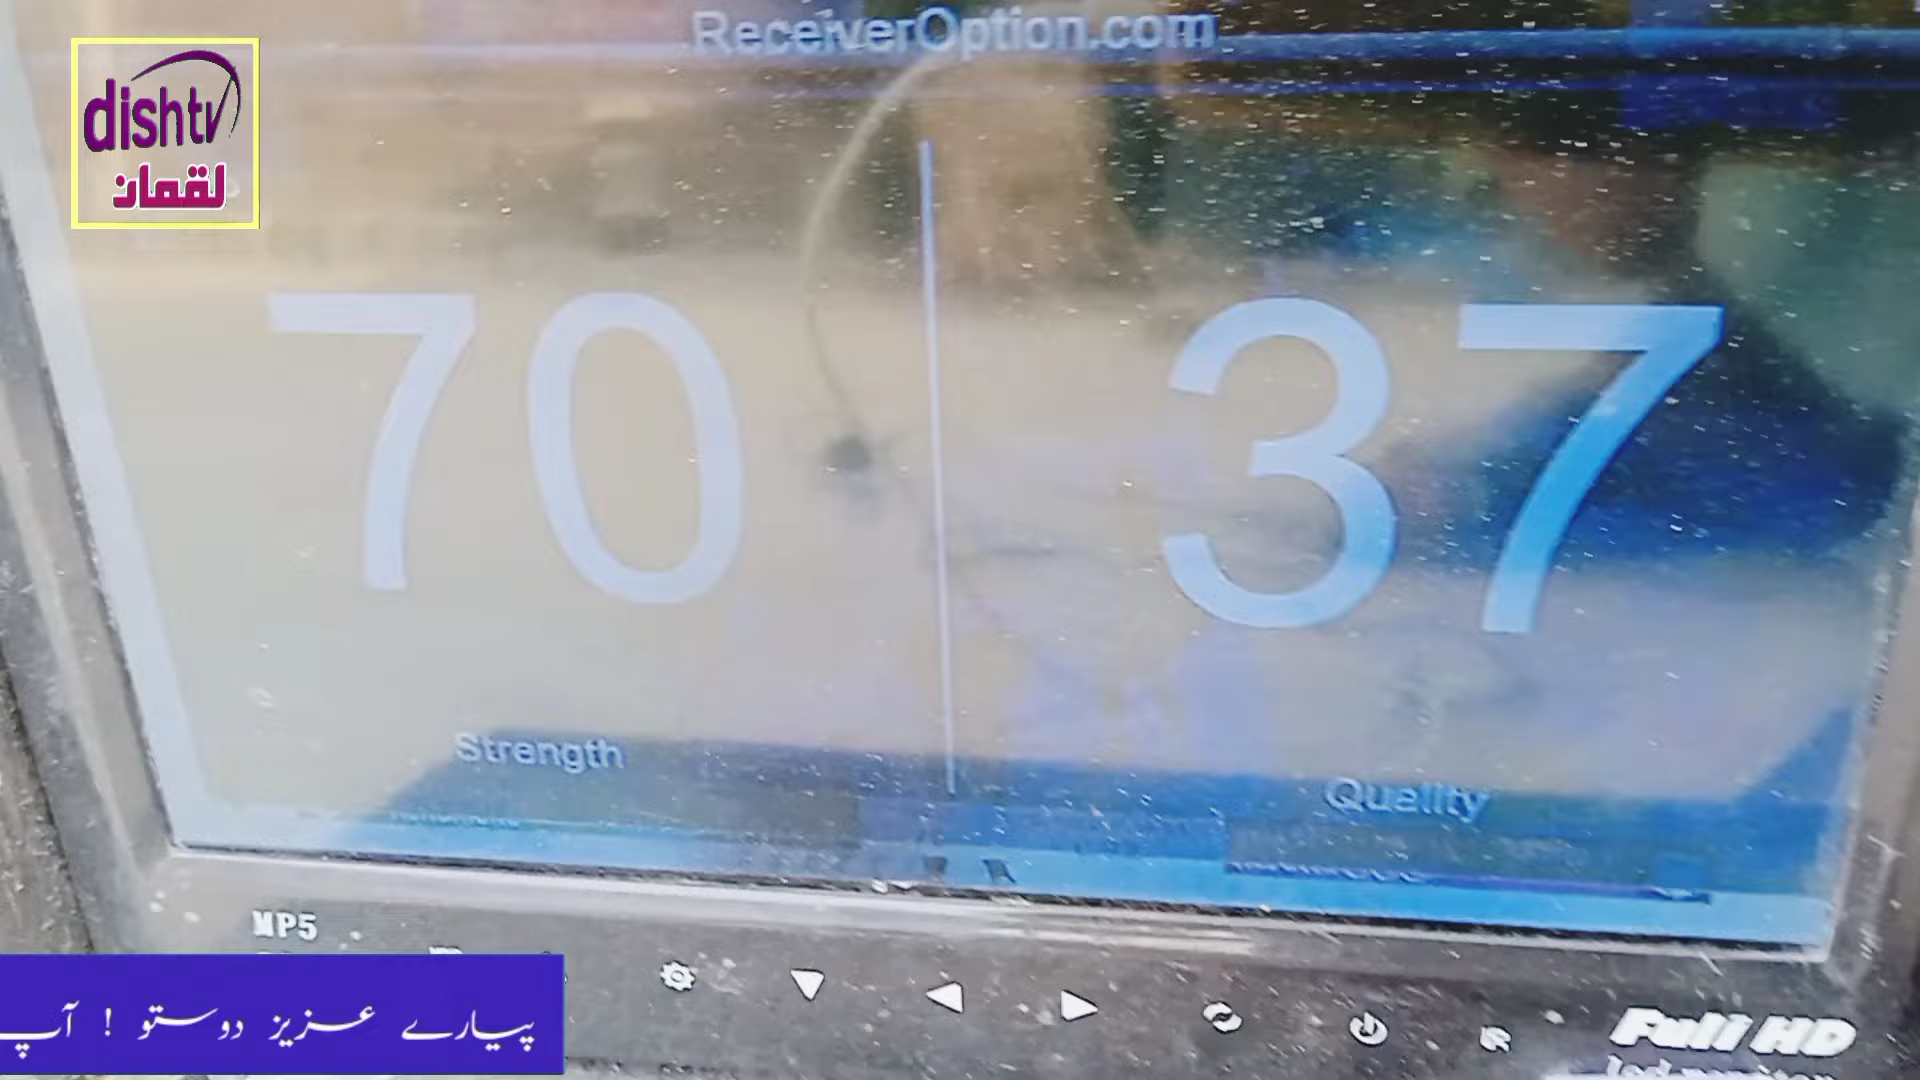 ReceiverOption.com
dishtv
لقمان
70
37
Strength
Quality
MP5
پیارے عزیز دوستو ! آپ
Full HD